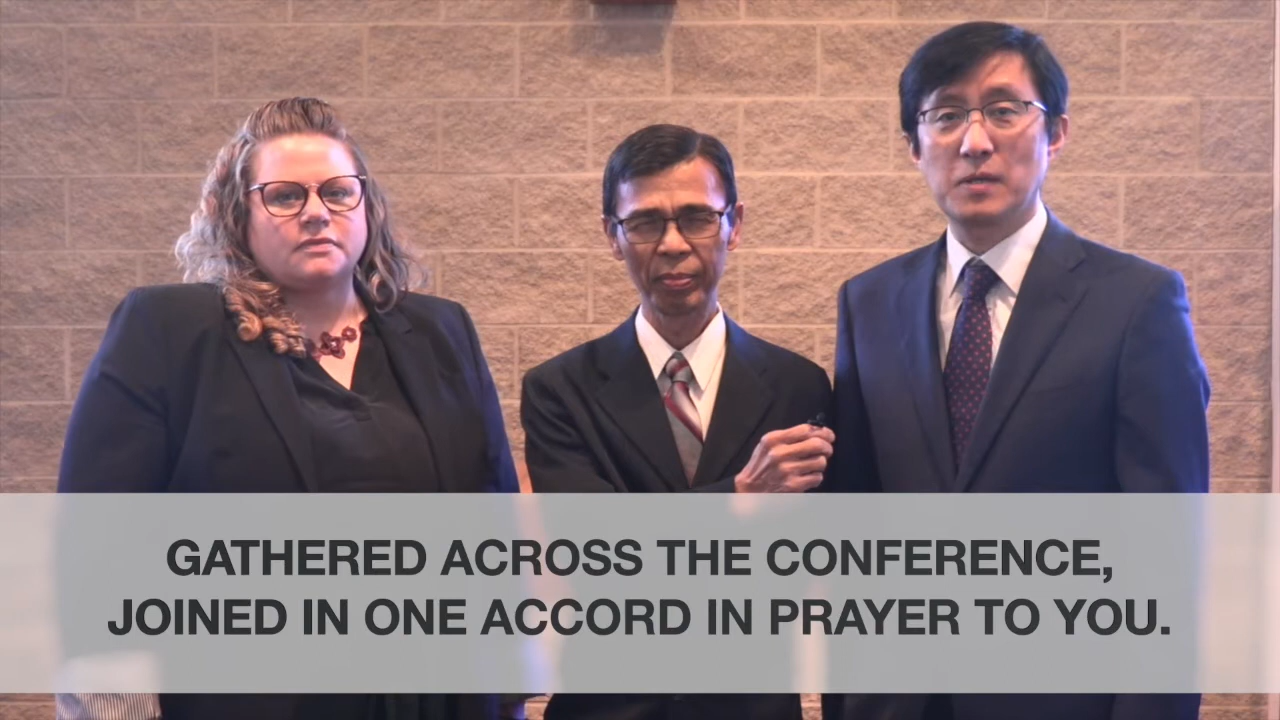 GATHERED ACROSS THE CONFERENCE,
JOINED IN ONE ACCORD IN PRAYER TO YOU.